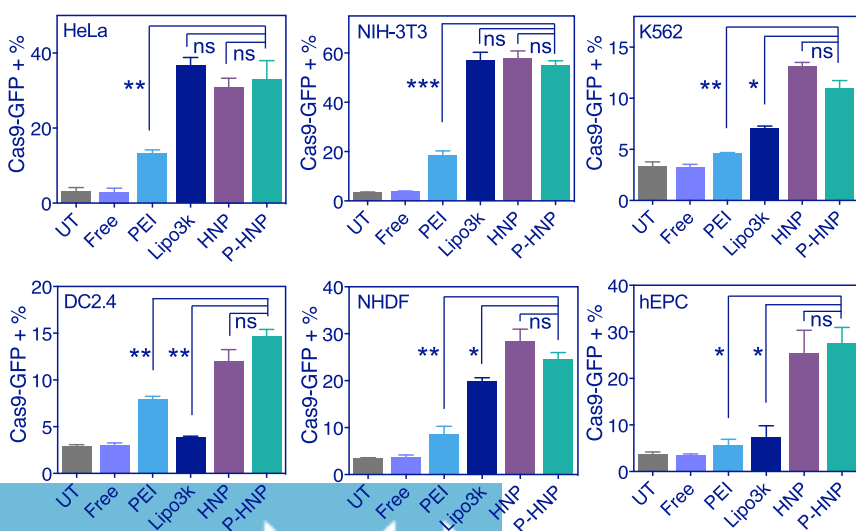 HeLa
Cas9-GFP + %
40
20
0
**
ns
ns
UT
Free
PEI
Lipo3k
HNP
P-HNP
NIH-3T3
Cas9-GFP + %
60
40
20
0
***
ns
ns
UT
Free
PEI
Lipo3k
HNP
P-HNP
K562
Cas9-GFP + %
15
10
5
0
**
*
ns
UT
Free
PEI
Lipo3k
HNP
P-HNP
DC2.4
Cas9-GFP + %
20
15
10
5
0
**
**
ns
UT
Free
PEI
Lipo3k
HNP
P-HNP
NHDF
Cas9-GFP + %
40
30
20
10
0
**
*
ns
UT
Free
PEI
Lipo3k
HNP
P-HNP
hEPC
Cas9-GFP + %
40
30
20
10
0
*
*
ns
UT
Free
PEI
Lipo3k
HNP
P-HNP